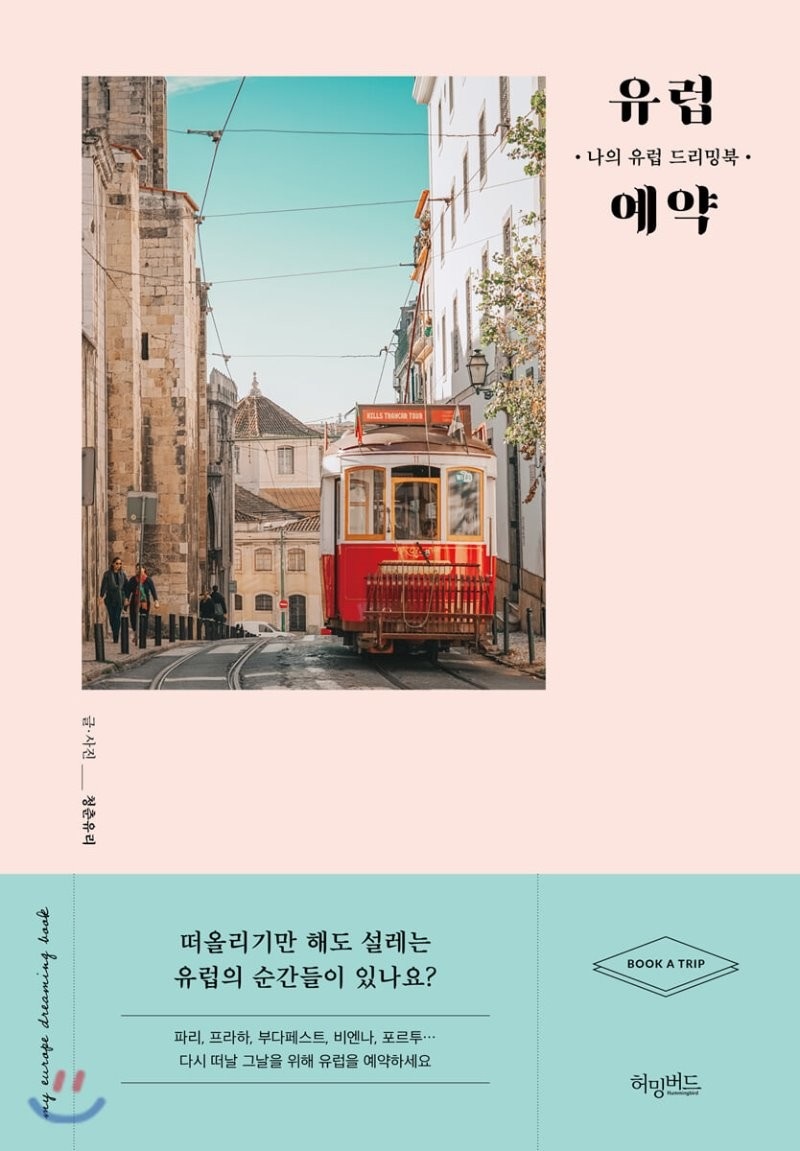 유럽
• 나의 유럽 드리밍북 •
예약
HILLS TRAMCAR TOUR
글·사진 ___ 청춘유리
my europe dreaming book
떠올리기만 해도 설레는
유럽의 순간들이 있나요?
파리, 프라하, 부다페스트, 비엔나, 포르투…
다시 떠날 그날을 위해 유럽을 예약하세요
BOOK A TRIP
허밍버드
Hummingbird